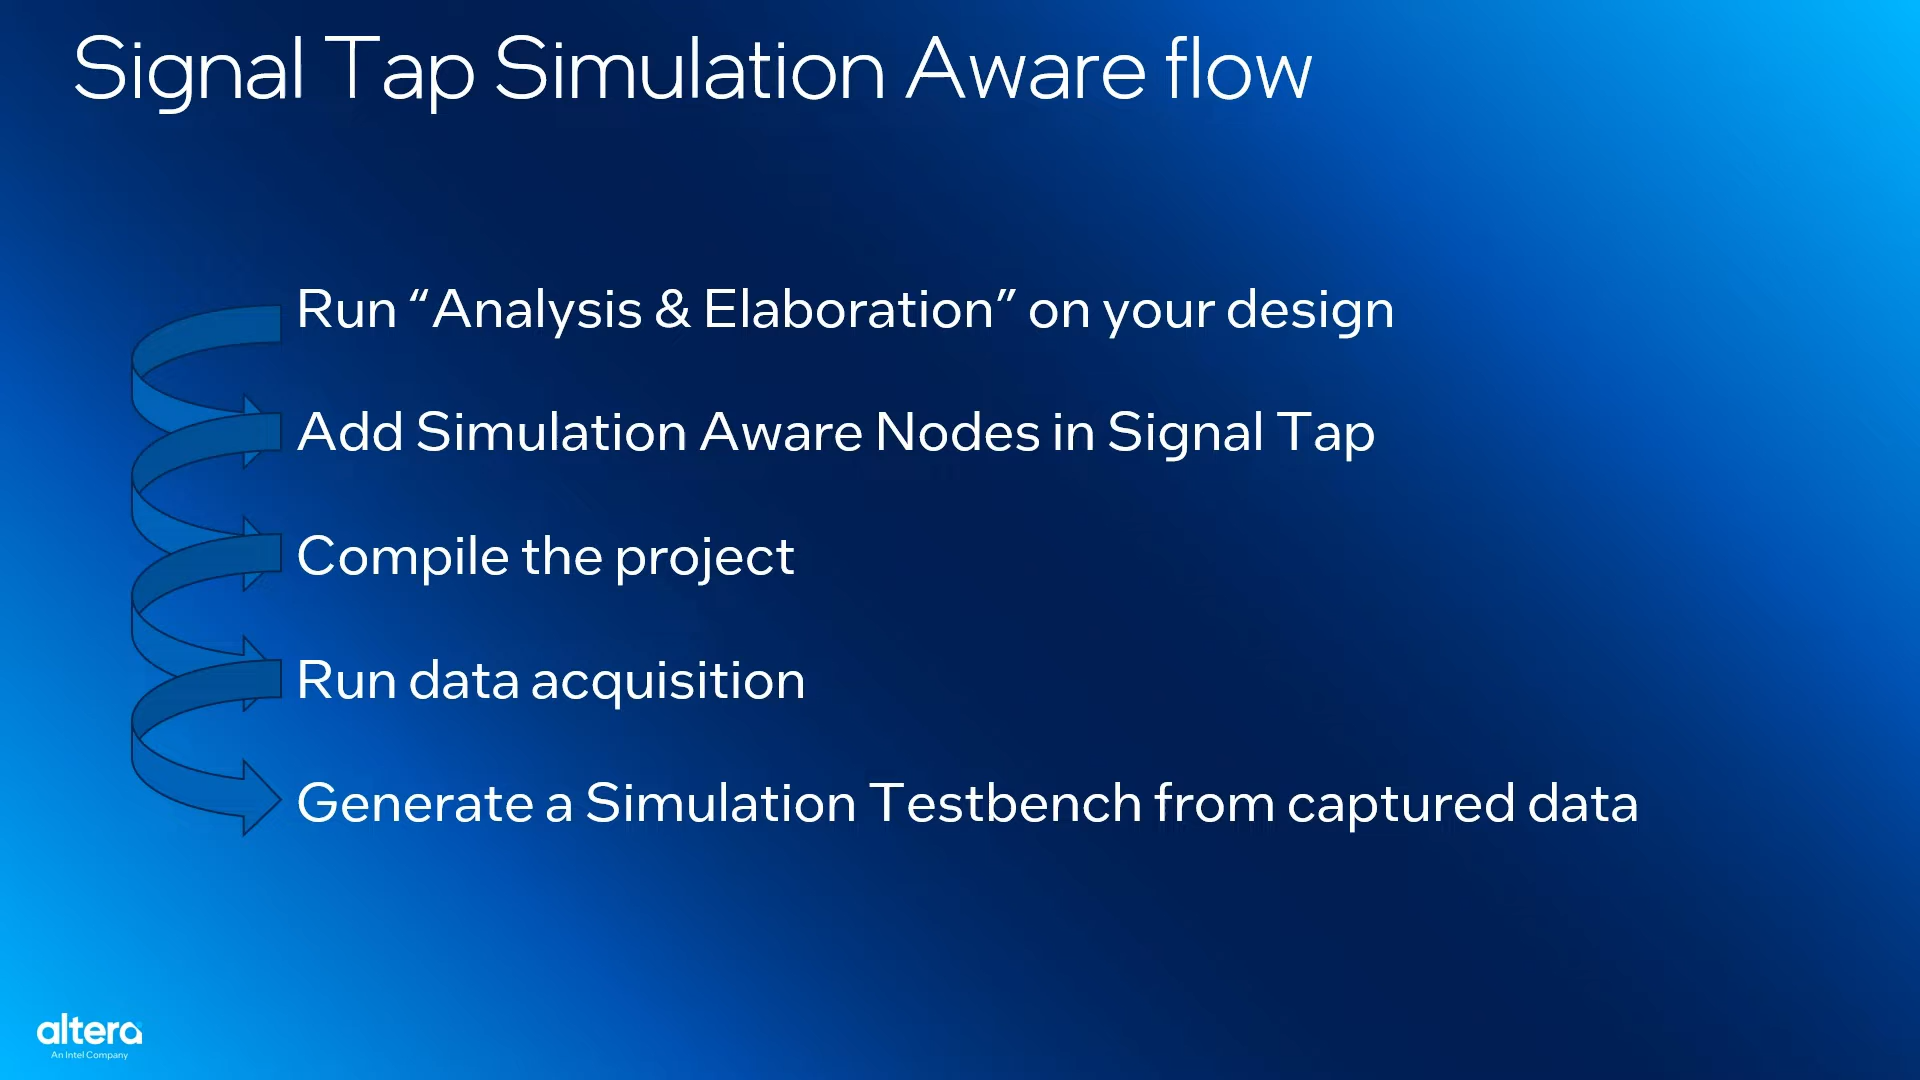 Signal Tap Simulation Aware flow
Run “Analysis & Elaboration” on your design
Add Simulation Aware Nodes in Signal Tap
Compile the project
Run data acquisition
Generate a Simulation Testbench from captured data
altera
An Intel Company